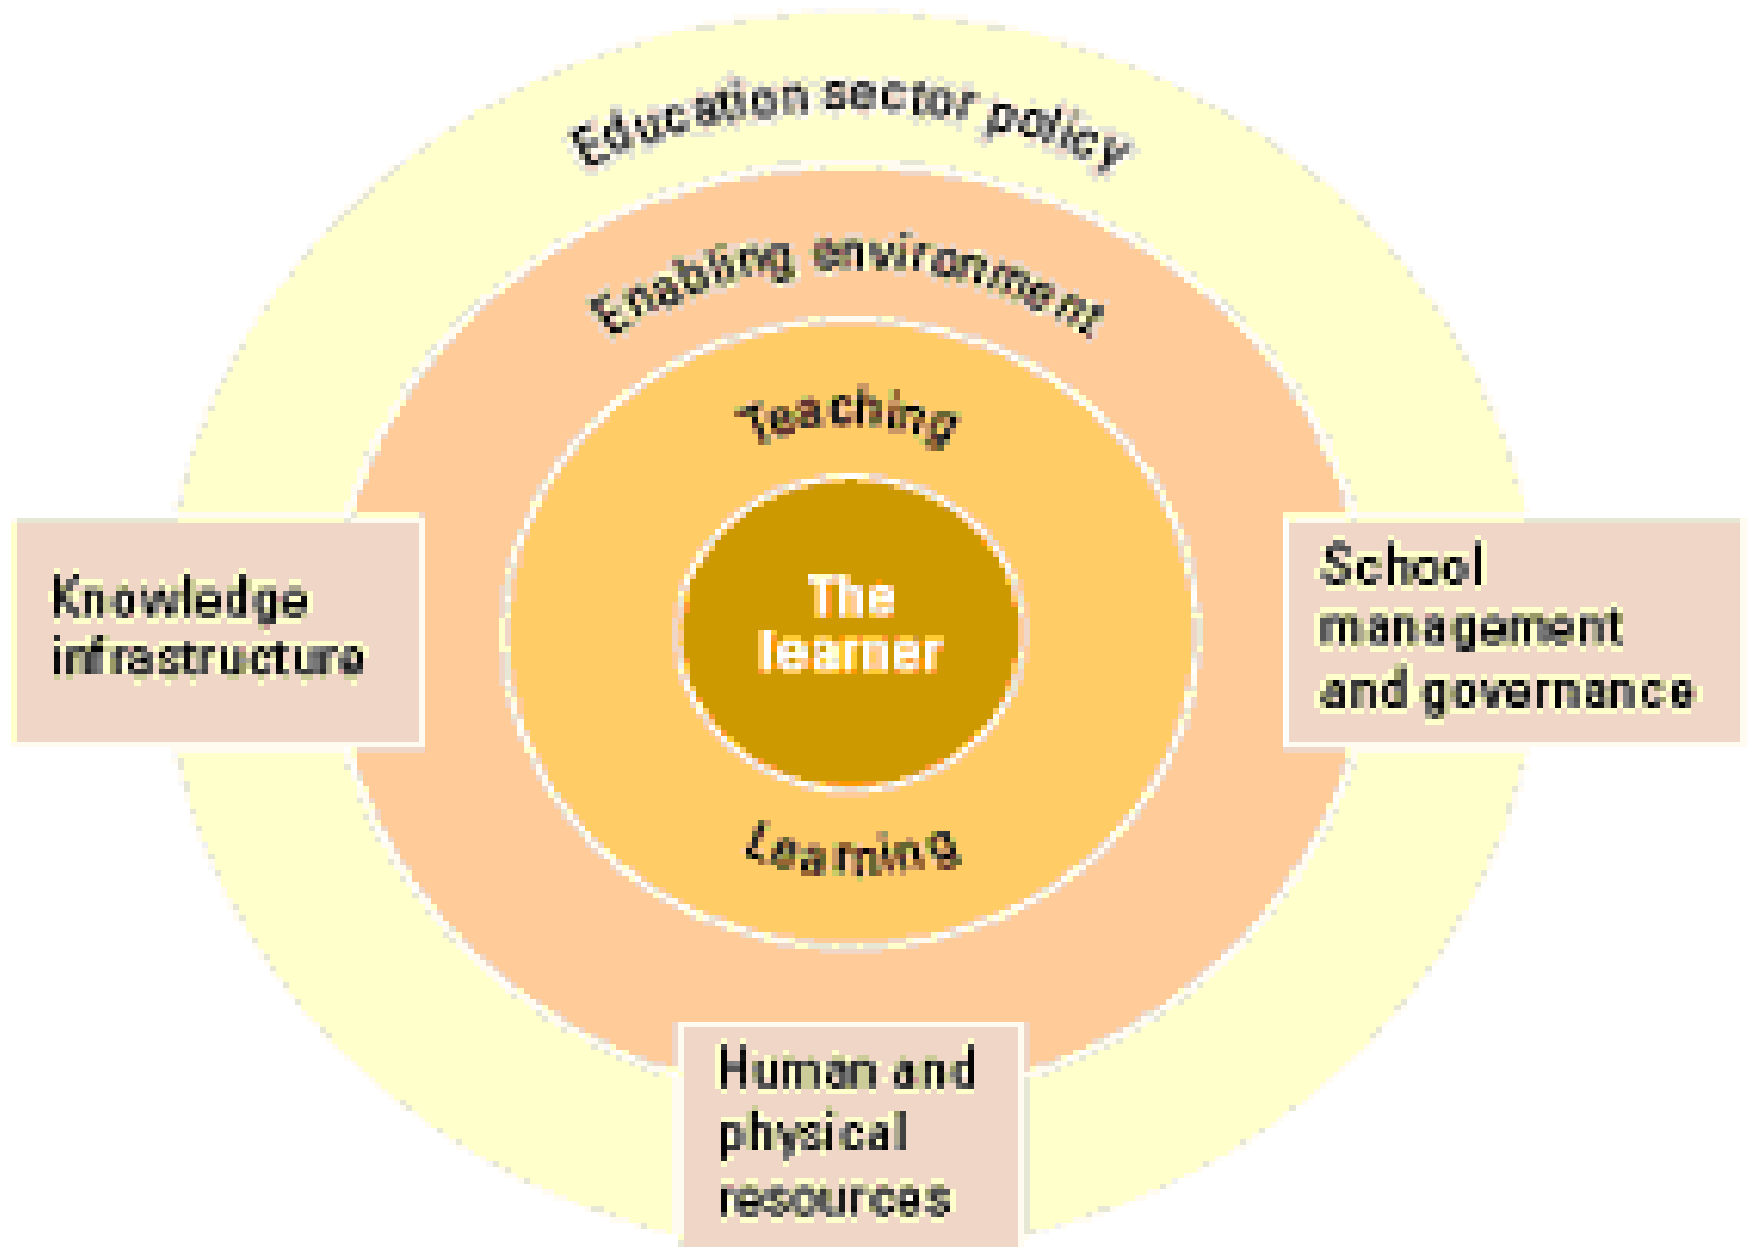 Education sector policy
Enabling environment
Teaching
The
learner
Knowledge
infrastructure
School
management
and governance
Learning
Human and
physical
resources